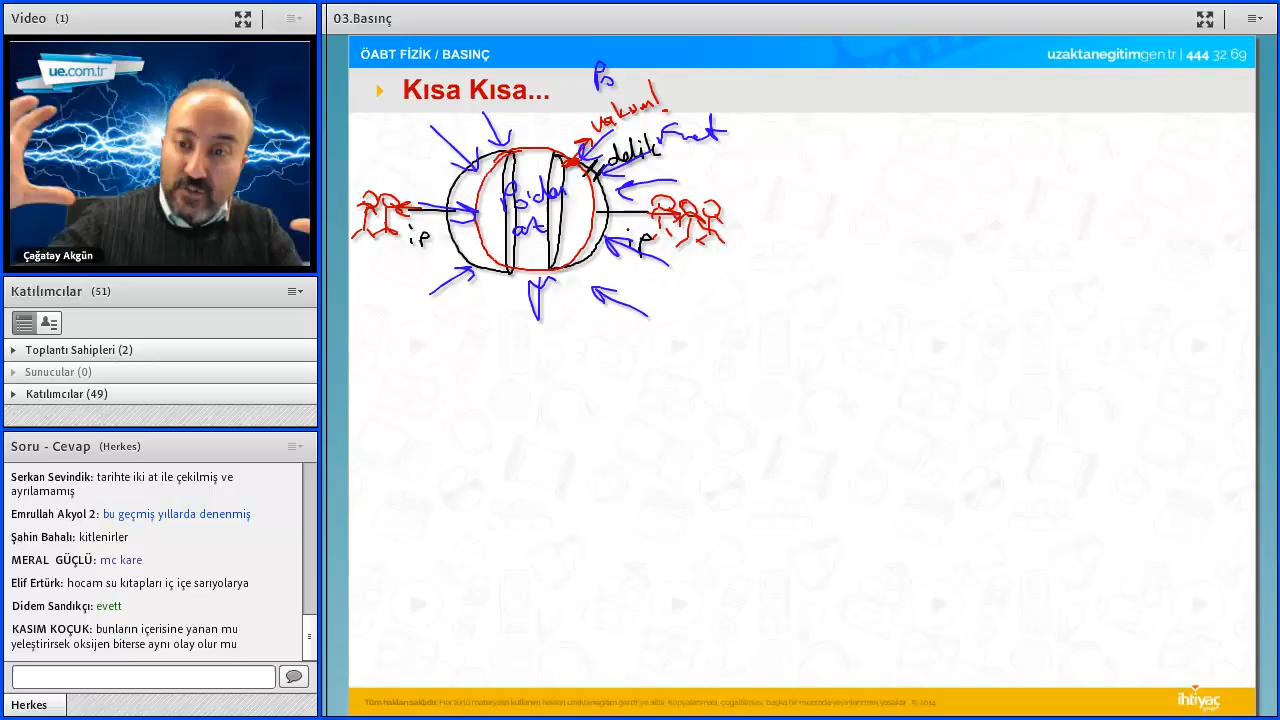 Video (1)
ue.com.tr
Çağatay Akgün
Katılımcılar (51)
Toplantı Sahipleri (2)
Sunucular (0)
Katılımcılar (49)
Soru - Cevap (Herkes)
Serkan Sevindik: tarihte iki at ile çekilmiş ve
ayrılamamış
Emrullah Akyol 2: bu geçmiş yıllarda denenmiş
Şahin Bahalı: kitlenirler
MERAL GÜÇLÜ: mc kare
Elif Ertürk: hocam su kıtapları iç içe sarıyolarya
Didem Sandıkçı: evett
KASIM KOÇUK: bunların içerisine yanan mu
yeleştirirsek oksijen biterse aynı olay olur mu
Herkes
03.Basınç
ÖABT FİZİK / BASINÇ
uzaktanegitimgen.tr | 444 32 69
Kısa Kısa...
P0
vakum!
delik
P0'dan
ip
ip
ihtiyaç